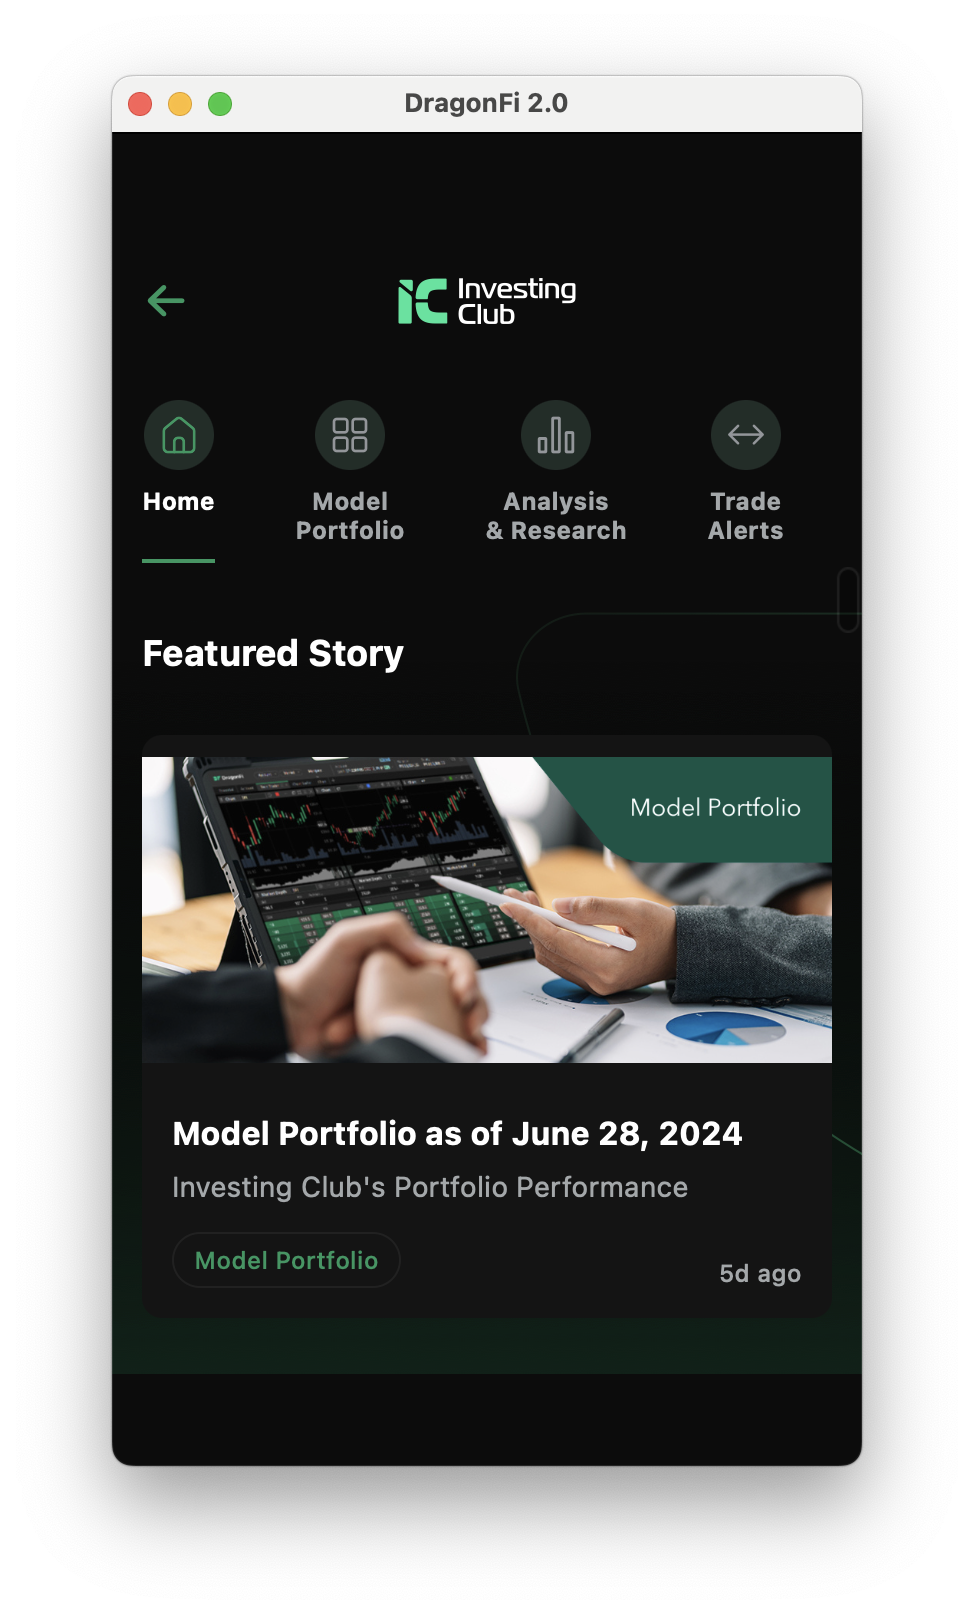 DragonFi 2.0
Investing
Club
Home
Model
Portfolio
Analysis
& Research
Trade
Alerts
Featured Story
DragonFi
Model Portfolio
Model Portfolio as of June 28, 2024
Investing Club's Portfolio Performance
Model Portfolio
5d ago